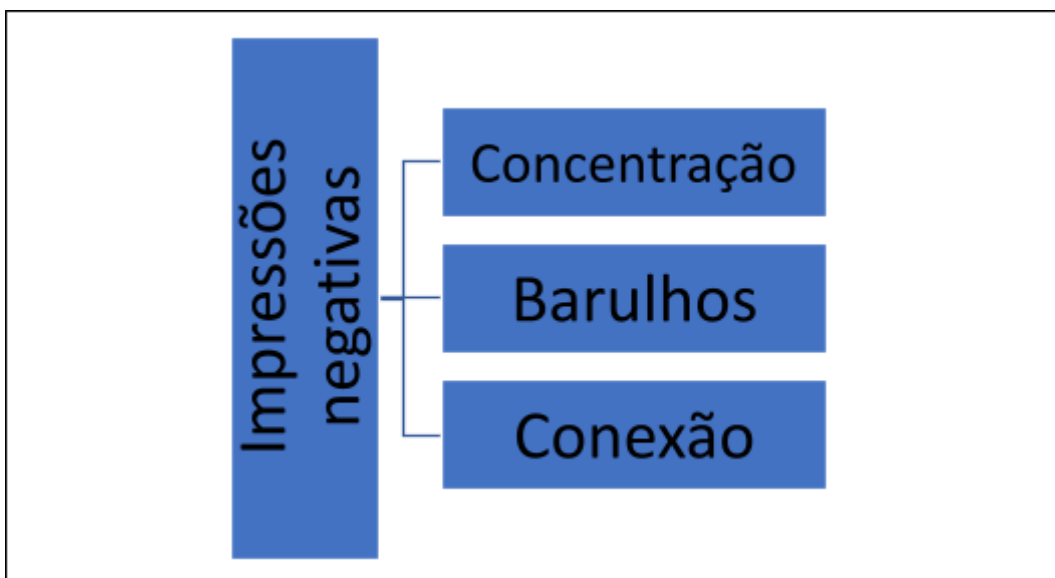 Impressões
negativas
Concentração
Barulhos
Conexão